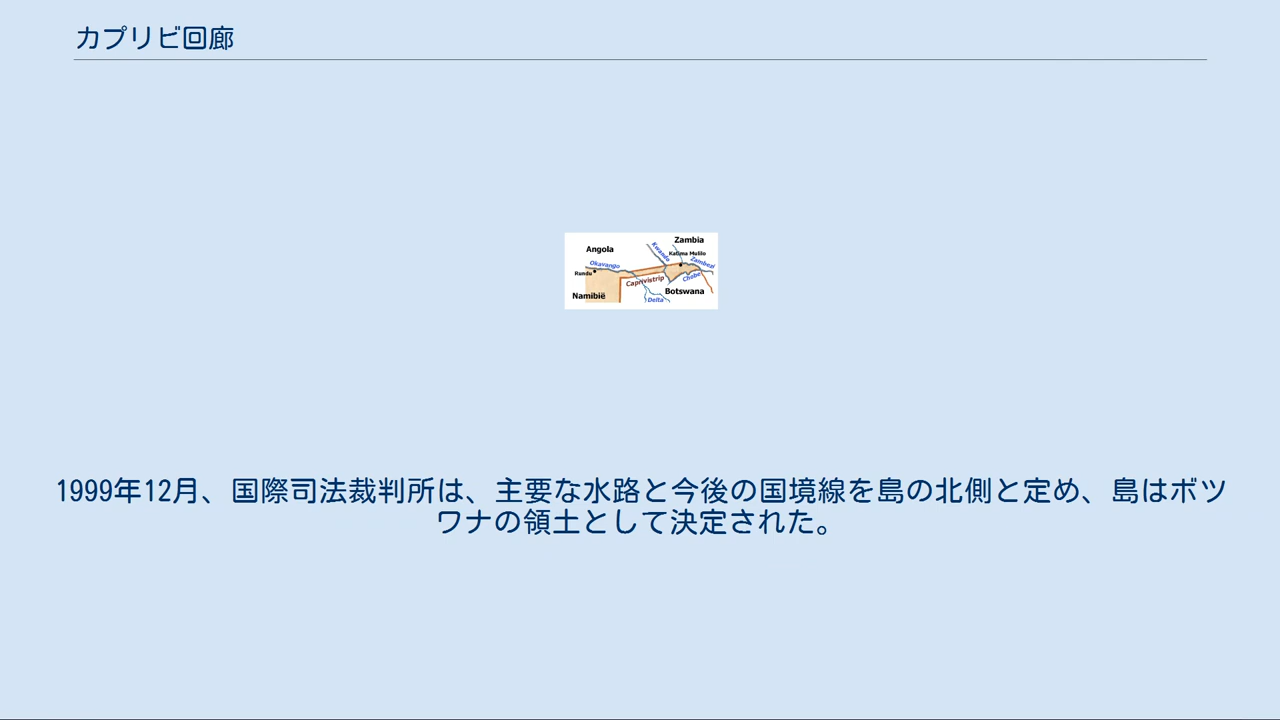 カプリビ回廊
Zambia
Angola
Kwando
Katima Mulilo
Okavango
Zambezi
Rundu
Chobe
Caprivistrip
Botswana
Namibië
Delta
1999年12月、国際司法裁判所は、主要な水路と今後の国境線を島の北側と定め、島はボツ
ワナの領土として決定された。